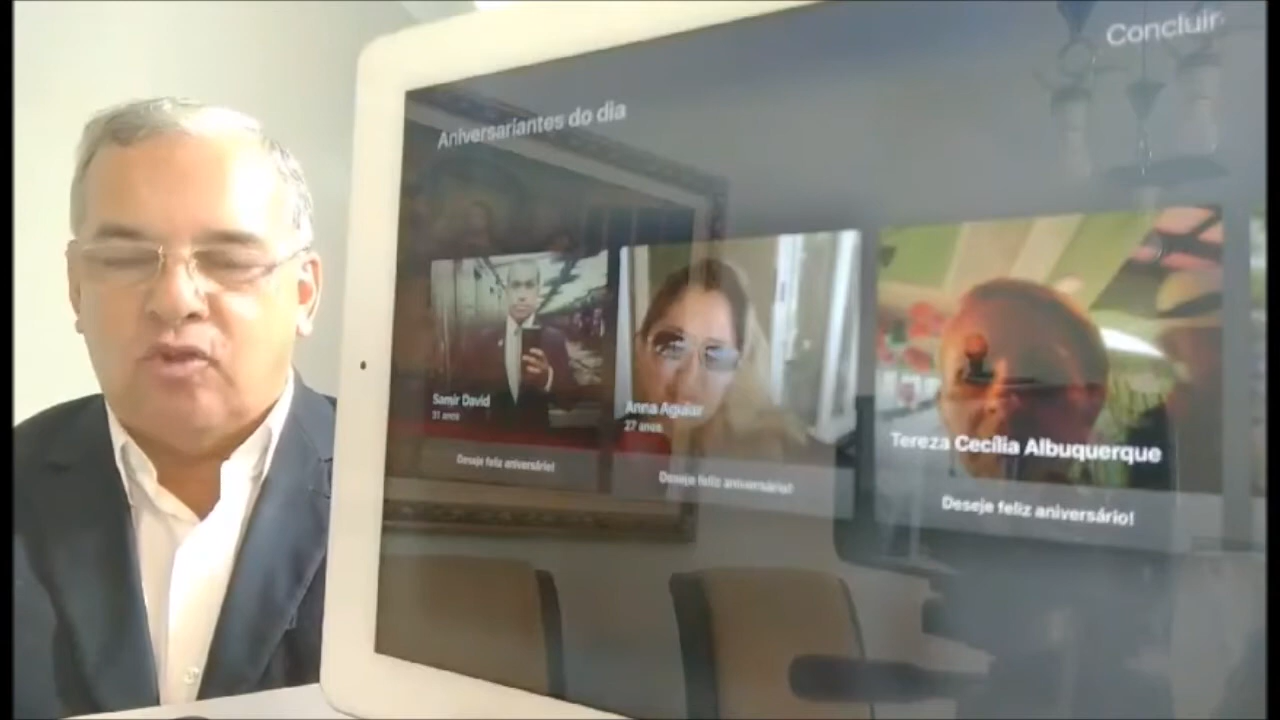 Concluir
Aniversariantes do dia
Samir David
31 anos
Deseje feliz aniversário!
Anna Aguiar
27 anos
Deseje feliz aniversário!
Tereza Cecília Albuquerque
Deseje feliz aniversário!